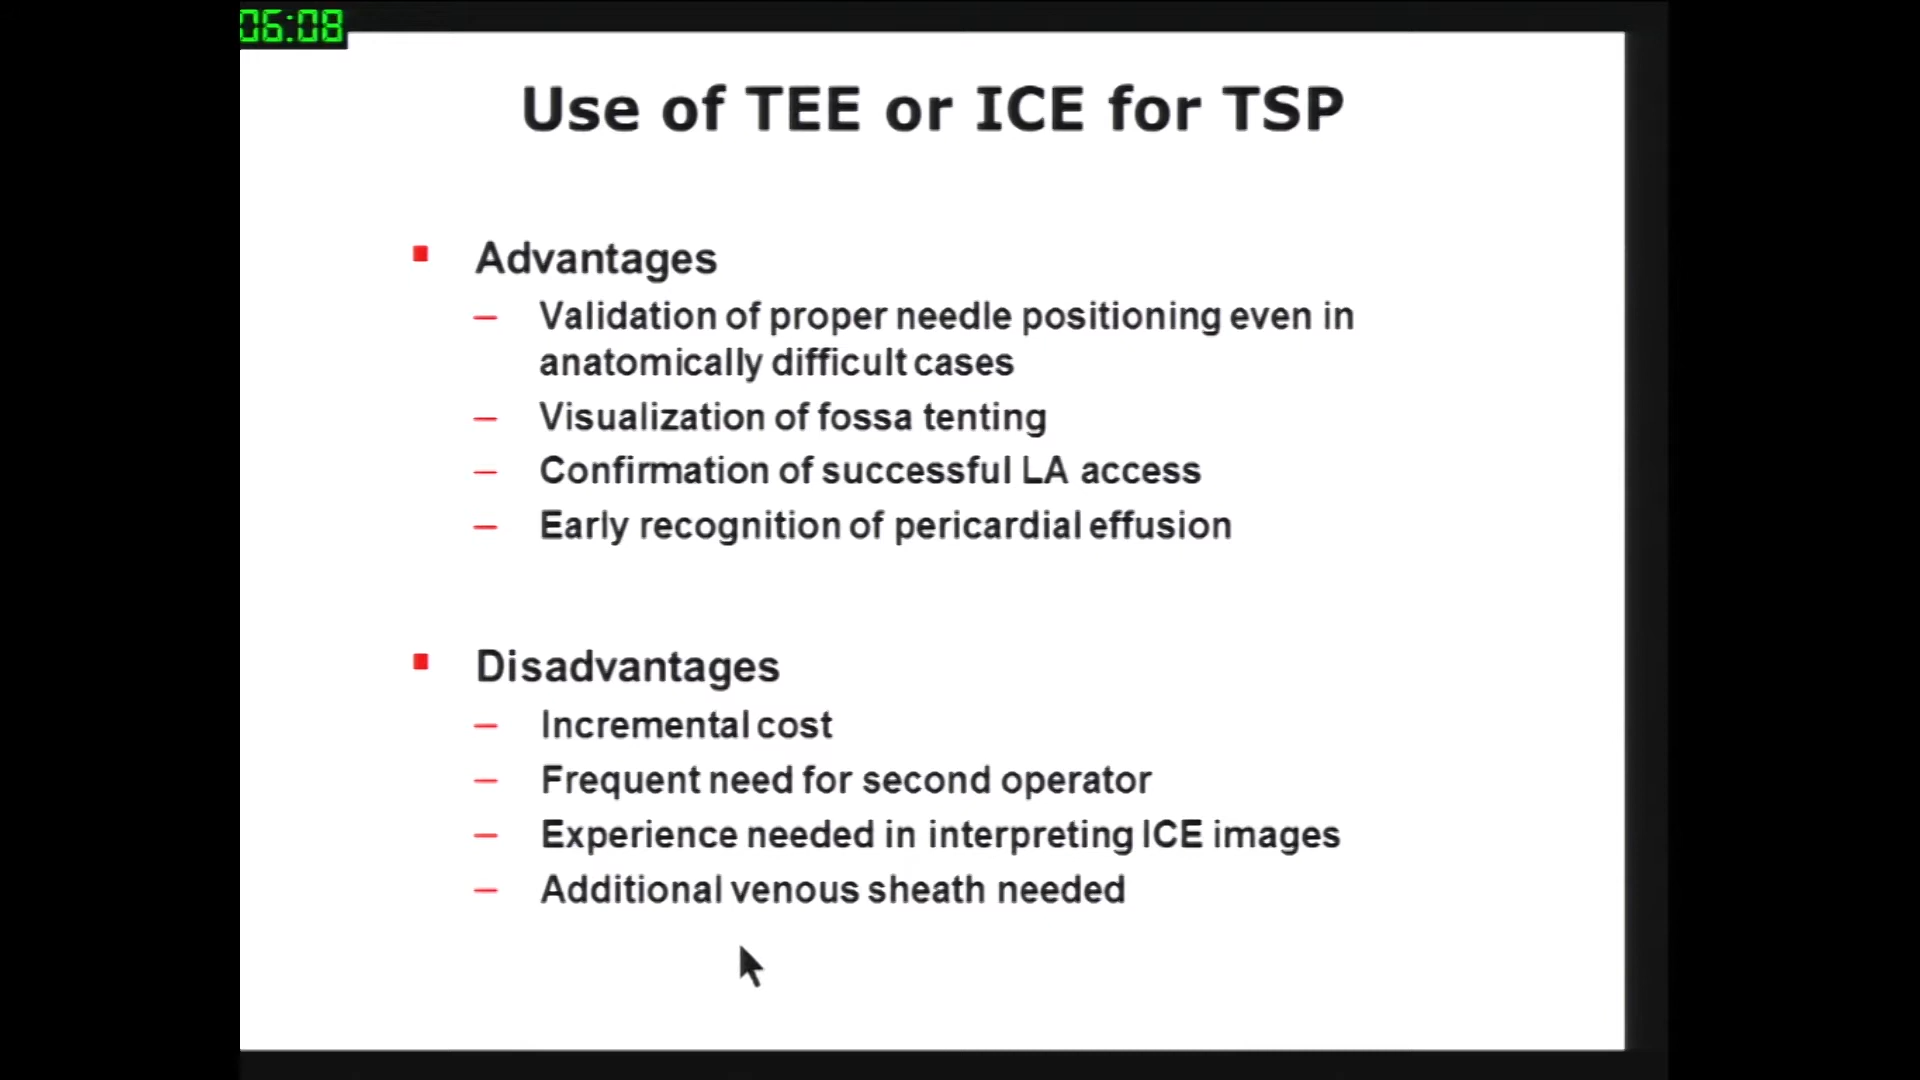 06:08
Use of TEE or ICE for TSP
Advantages
– Validation of proper needle positioning even in
anatomically difficult cases
– Visualization of fossa tenting
– Confirmation of successful LA access
– Early recognition of pericardial effusion
Disadvantages
– Incremental cost
– Frequent need for second operator
– Experience needed in interpreting ICE images
– Additional venous sheath needed